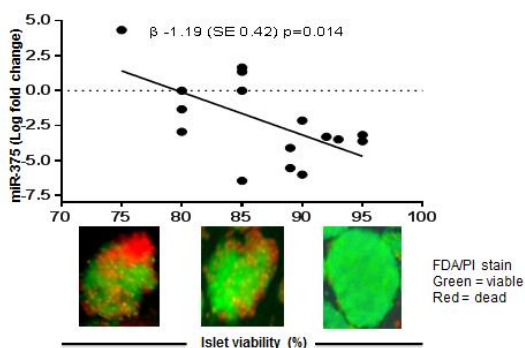 β -1.19 (SE 0.42) p=0.014
miR-375 (Log fold change)
5.0
2.5
0.0
-2.5
-5.0
-7.5
70 75 80 85 90 95 100
FDA/PI stain
Green = viable
Red = dead
Islet viability (%)